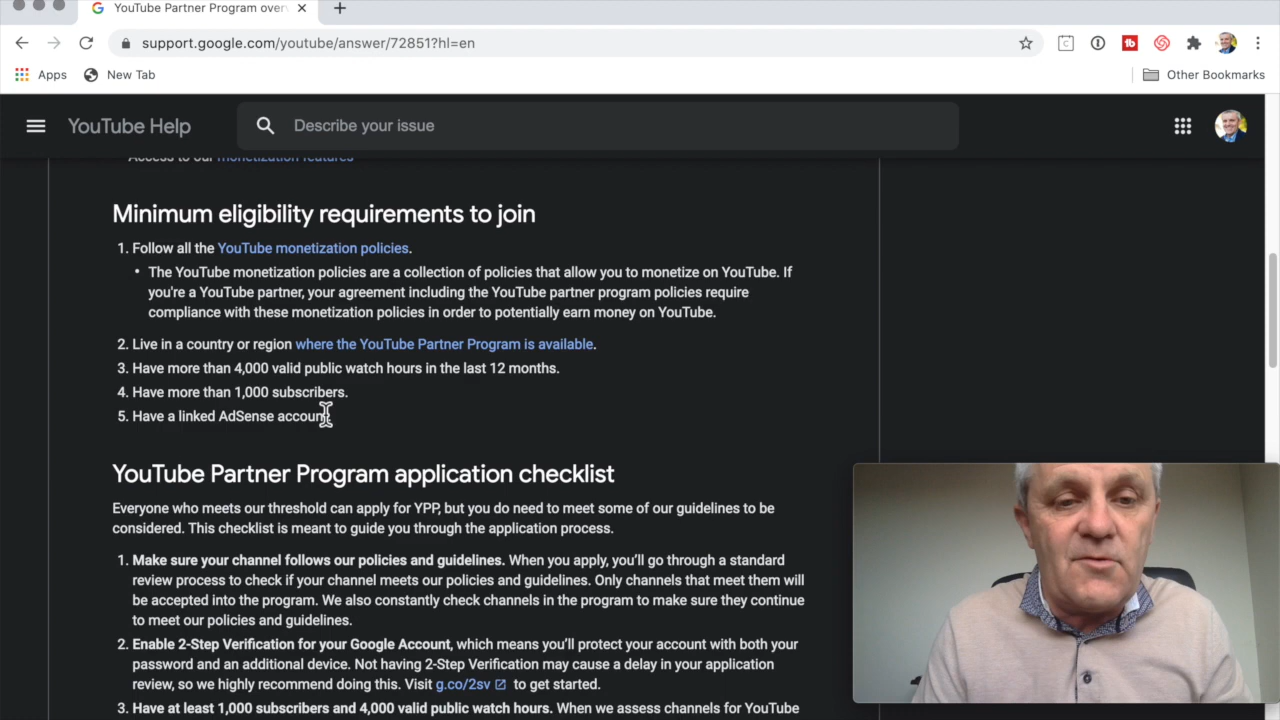 YouTube Partner Program over
support.google.com/youtube/answer/72851?hl=en
Apps
New Tab
Other Bookmarks
YouTube Help
Describe your issue
Access to our monetization features
Minimum eligibility requirements to join
1. Follow all the YouTube monetization policies.
• The YouTube monetization policies are a collection of policies that allow you to monetize on YouTube. If
you're a YouTube partner, your agreement including the YouTube partner program policies require
compliance with these monetization policies in order to potentially earn money on YouTube.
2. Live in a country or region where the YouTube Partner Program is available.
3. Have more than 4,000 valid public watch hours in the last 12 months.
4. Have more than 1,000 subscribers.
5. Have a linked AdSense account.
YouTube Partner Program application checklist
Everyone who meets our threshold can apply for YPP, but you do need to meet some of our guidelines to be
considered. This checklist is meant to guide you through the application process.
1. Make sure your channel follows our policies and guidelines. When you apply, you’ll go through a standard
review process to check if your channel meets our policies and guidelines. Only channels that meet them will
be accepted into the program. We also constantly check channels in the program to make sure they continue
to meet our policies and guidelines.
2. Enable 2-Step Verification for your Google Account, which means you’ll protect your account with both your
password and an additional device. Not having 2-Step Verification may cause a delay in your application
review, so we highly recommend doing this. Visit g.co/2sv to get started.
3. Have at least 1,000 subscribers and 4,000 valid public watch hours. When we assess channels for YouTube